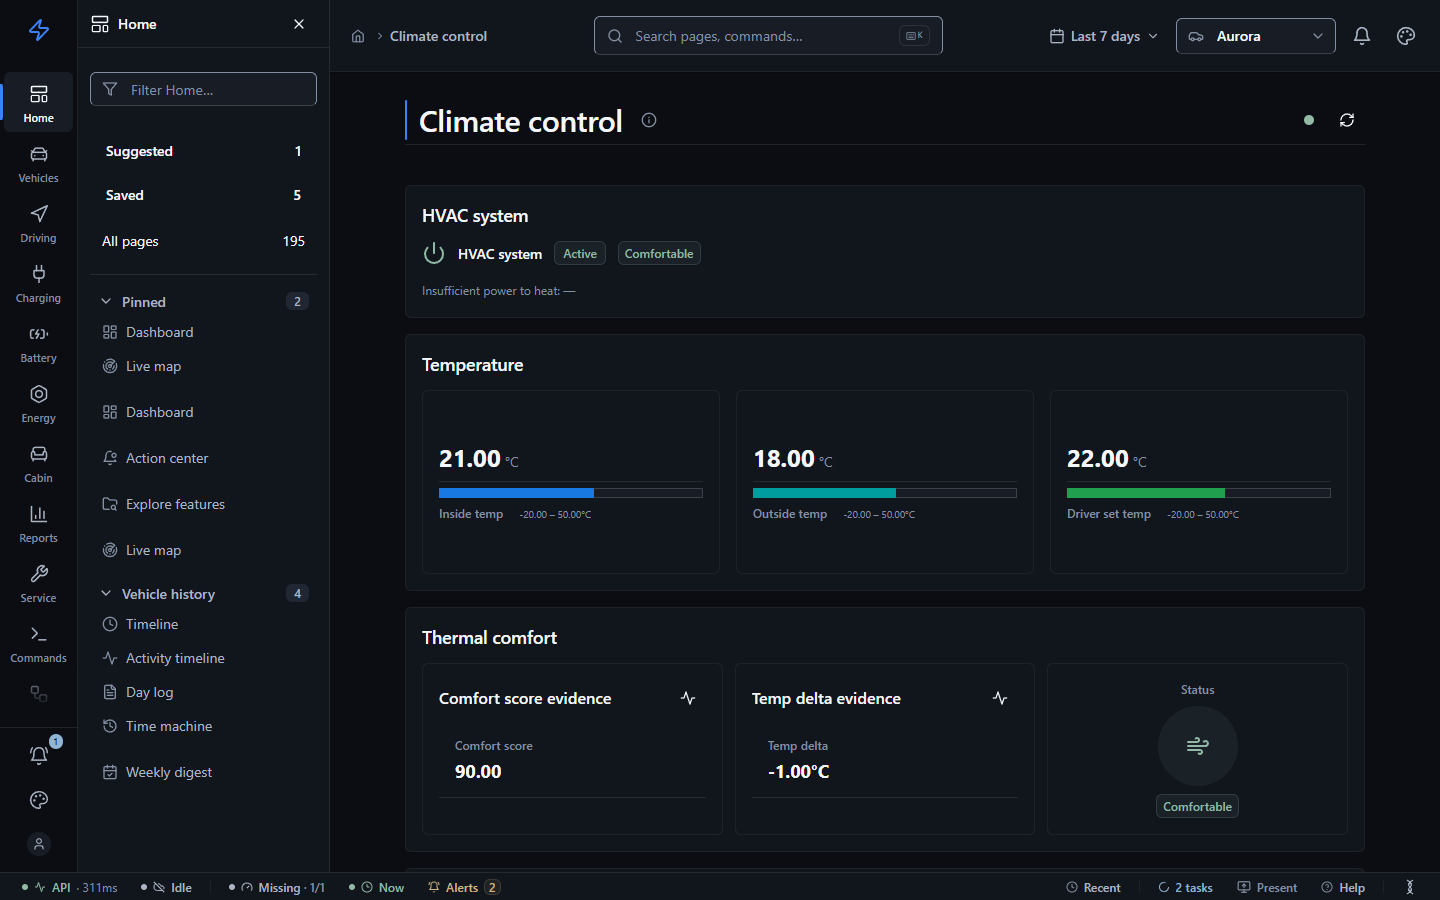 Home
Climate control
Search pages, commands...
K
Last 7 days
Aurora
Home
Vehicles
Driving
Charging
Battery
Energy
Cabin
Reports
Service
Commands
1
Filter Home...
Suggested 1
Saved 5
All pages 195
Pinned 2
Dashboard
Live map
Dashboard
Action center
Explore features
Live map
Vehicle history 4
Timeline
Activity timeline
Day log
Time machine
Weekly digest
Climate control
HVAC system
HVAC system Active Comfortable
Insufficient power to heat: —
Temperature
21.00 °C
Inside temp -20.00 – 50.00°C
18.00 °C
Outside temp -20.00 – 50.00°C
22.00 °C
Driver set temp -20.00 – 50.00°C
Thermal comfort
Comfort score evidence
Comfort score
90.00
Temp delta evidence
Temp delta
-1.00°C
Status
Comfortable
API · 311ms
Idle
Missing · 1/1
Now
Alerts 2
Recent
2 tasks
Present
Help